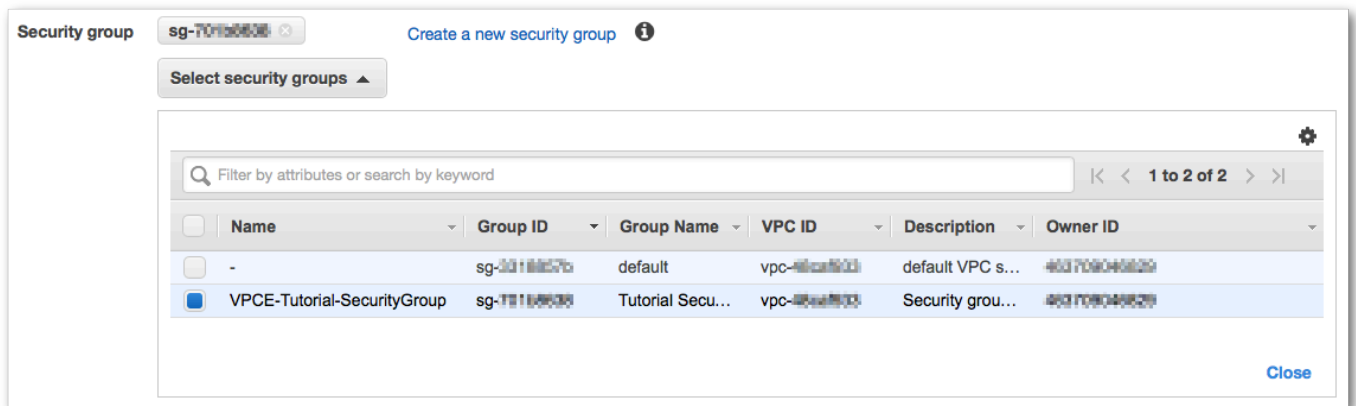 Security group sg- Create a new security group
Select security groups
Filter by attributes or search by keyword 1 to 2 of 2
Name Group ID Group Name VPC ID Description Owner ID
- sg- default vpc- default VPC s...
VPCE-Tutorial-SecurityGroup sg- Tutorial Secu... vpc- Security grou...
Close